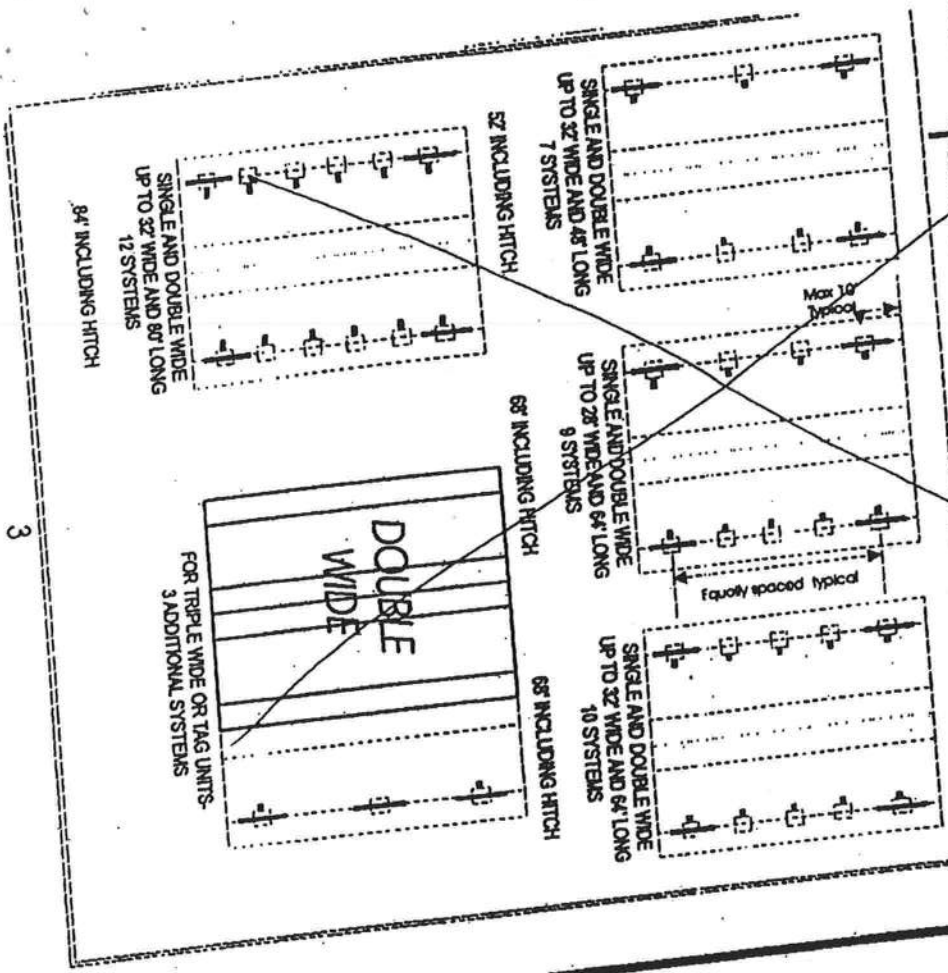 SINGLE AND DOUBLE WIDE
UP TO 32' WIDE AND 48' LONG
7 SYSTEMS
52' INCLUDING HITCH
Max 10'
Typical
SINGLE AND DOUBLE WIDE
UP TO 28' WIDE AND 64' LONG
9 SYSTEMS
68' INCLUDING HITCH
Equally spaced typical
SINGLE AND DOUBLE WIDE
UP TO 32' WIDE AND 64' LONG
10 SYSTEMS
68' INCLUDING HITCH
SINGLE AND DOUBLE WIDE
UP TO 32' WIDE AND 80' LONG
12 SYSTEMS
84' INCLUDING HITCH
DOUBLE
WIDE
FOR TRIPLE WIDE OR TAG UNITS-
3 ADDITIONAL SYSTEMS
3